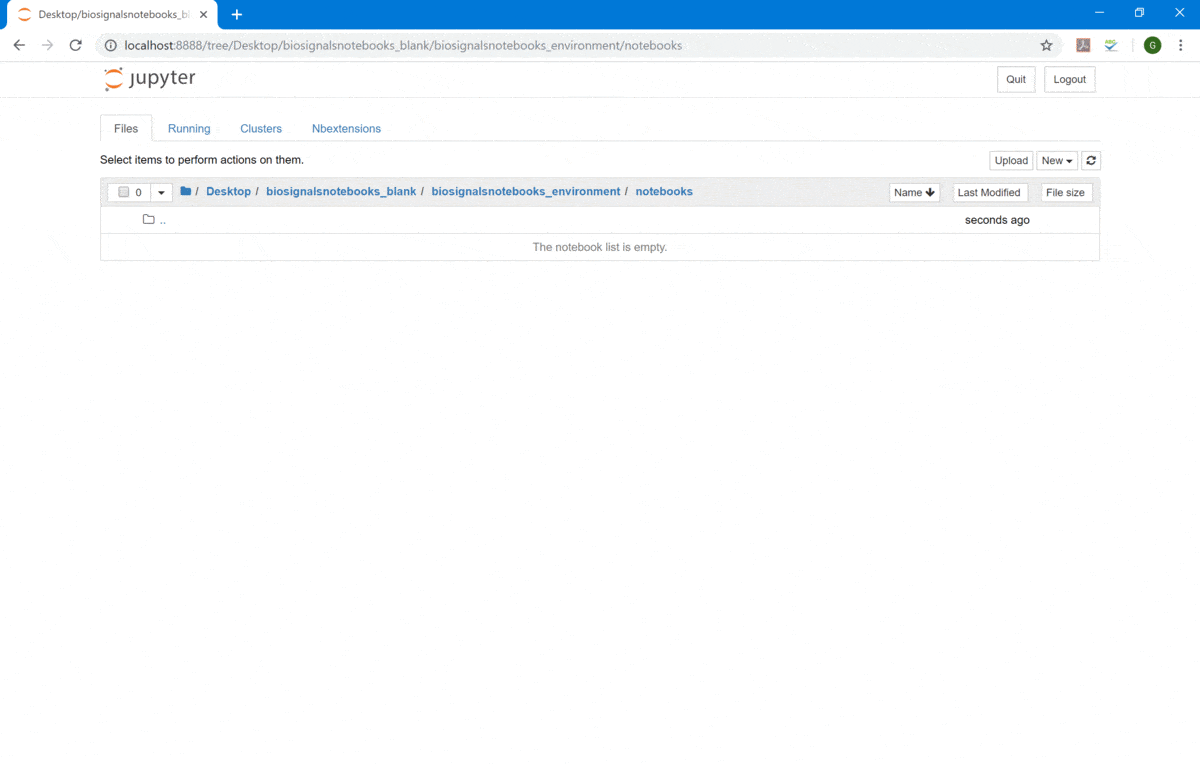 Desktop/biosignalsnotebooks_bl
localhost:8888/tree/Desktop/biosignalsnotebooks_blank/biosignalsnotebooks_environment/notebooks
ABC
G
jupyter
Quit Logout
Files Running Clusters Nbextensions
Select items to perform actions on them.
Upload New
0 / Desktop / biosignalsnotebooks_blank / biosignalsnotebooks_environment / notebooks Name Last Modified File size
.. seconds ago
The notebook list is empty.